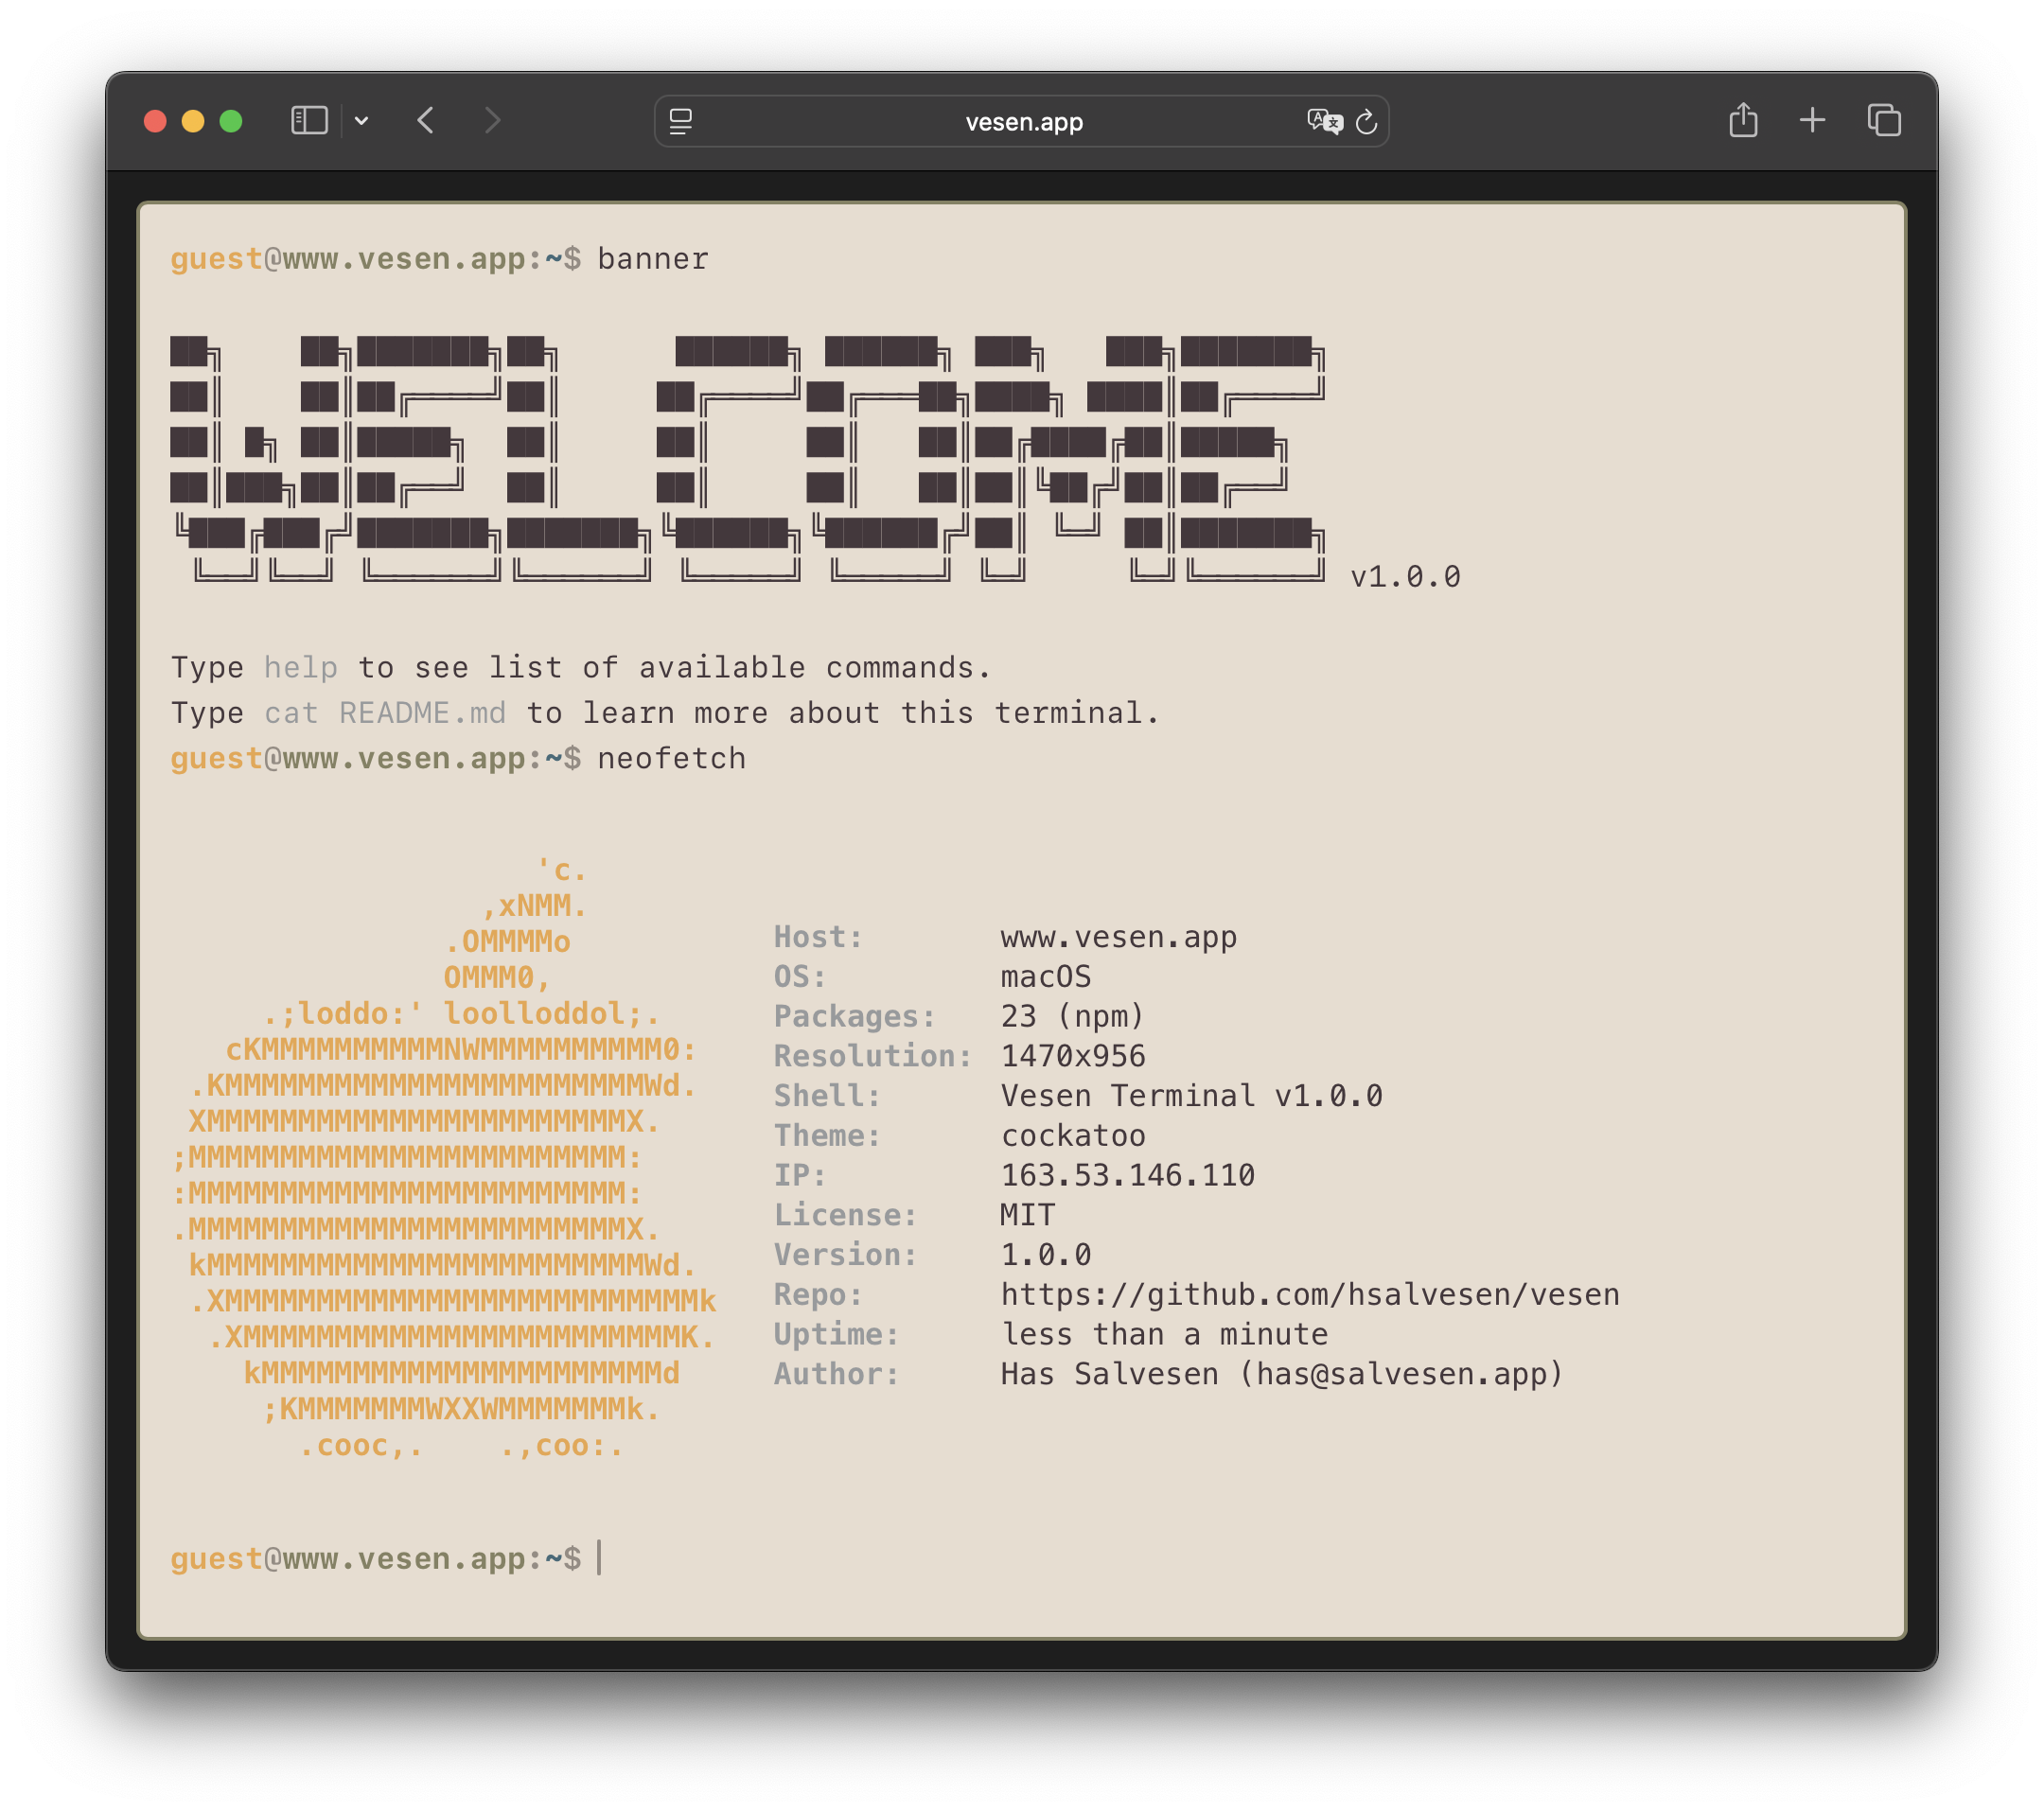 vesen.app
guest@www.vesen.app:~$ banner
WELCOME
v1.0.0
Type help to see list of available commands.
Type cat README.md to learn more about this terminal.
guest@www.vesen.app:~$ neofetch
'c.
,xNMM.
.OMMMMo
OMMM0,
.;loddo:' loolloddol;.
cKMMMMMMMMMMNWMMMMMMMMMM0:
.KMMMMMMMMMMMMMMMMMMMMMMMWd.
XMMMMMMMMMMMMMMMMMMMMMMMX.
;MMMMMMMMMMMMMMMMMMMMMMMM:
:MMMMMMMMMMMMMMMMMMMMMMMM:
.MMMMMMMMMMMMMMMMMMMMMMMMX.
kMMMMMMMMMMMMMMMMMMMMMMMMWd.
.XMMMMMMMMMMMMMMMMMMMMMMMMMMk
.XMMMMMMMMMMMMMMMMMMMMMMMMK.
kMMMMMMMMMMMMMMMMMMMMMMd
;KMMMMMMMWXXWMMMMMMMk.
.cooc,. .,coo:.
Host: www.vesen.app
OS: macOS
Packages: 23 (npm)
Resolution: 1470x956
Shell: Vesen Terminal v1.0.0
Theme: cockatoo
IP: 163.53.146.110
License: MIT
Version: 1.0.0
Repo: https://github.com/hsalvesen/vesen
Uptime: less than a minute
Author: Has Salvesen (has@salvesen.app)
guest@www.vesen.app:~$